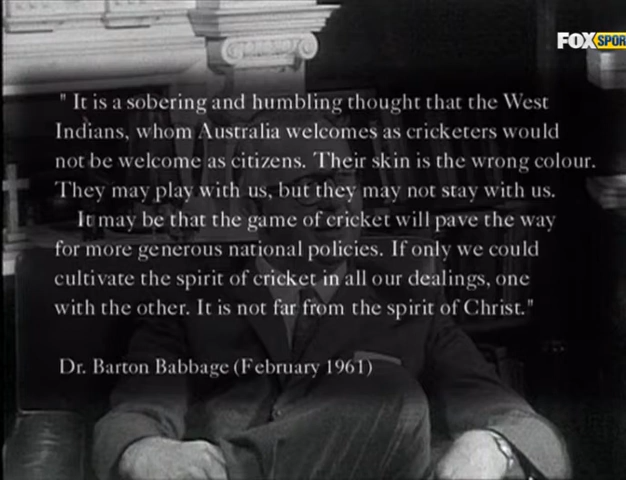 FOX SPOR
" It is a sobering and humbling thought that the West
Indians, whom Australia welcomes as cricketers would
not be welcome as citizens. Their skin is the wrong colour.
They may play with us, but they may not stay with us.
It may be that the game of cricket will pave the way
for more generous national policies. If only we could
cultivate the spirit of cricket in all our dealings, one
with the other. It is not far from the spirit of Christ."
Dr. Barton Babbage (February 1961)